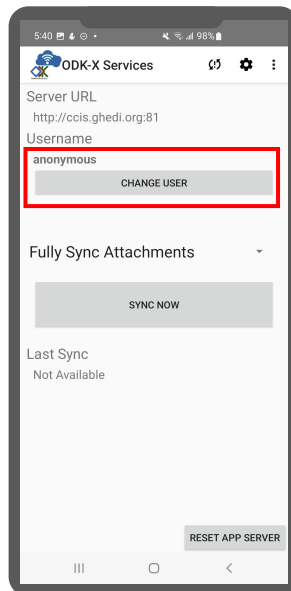 5:40 98%
ODK-X Services
Server URL
http://ccis.ghedi.org:81
Username
anonymous
CHANGE USER
Fully Sync Attachments
SYNC NOW
Last Sync
Not Available
RESET APP SERVER